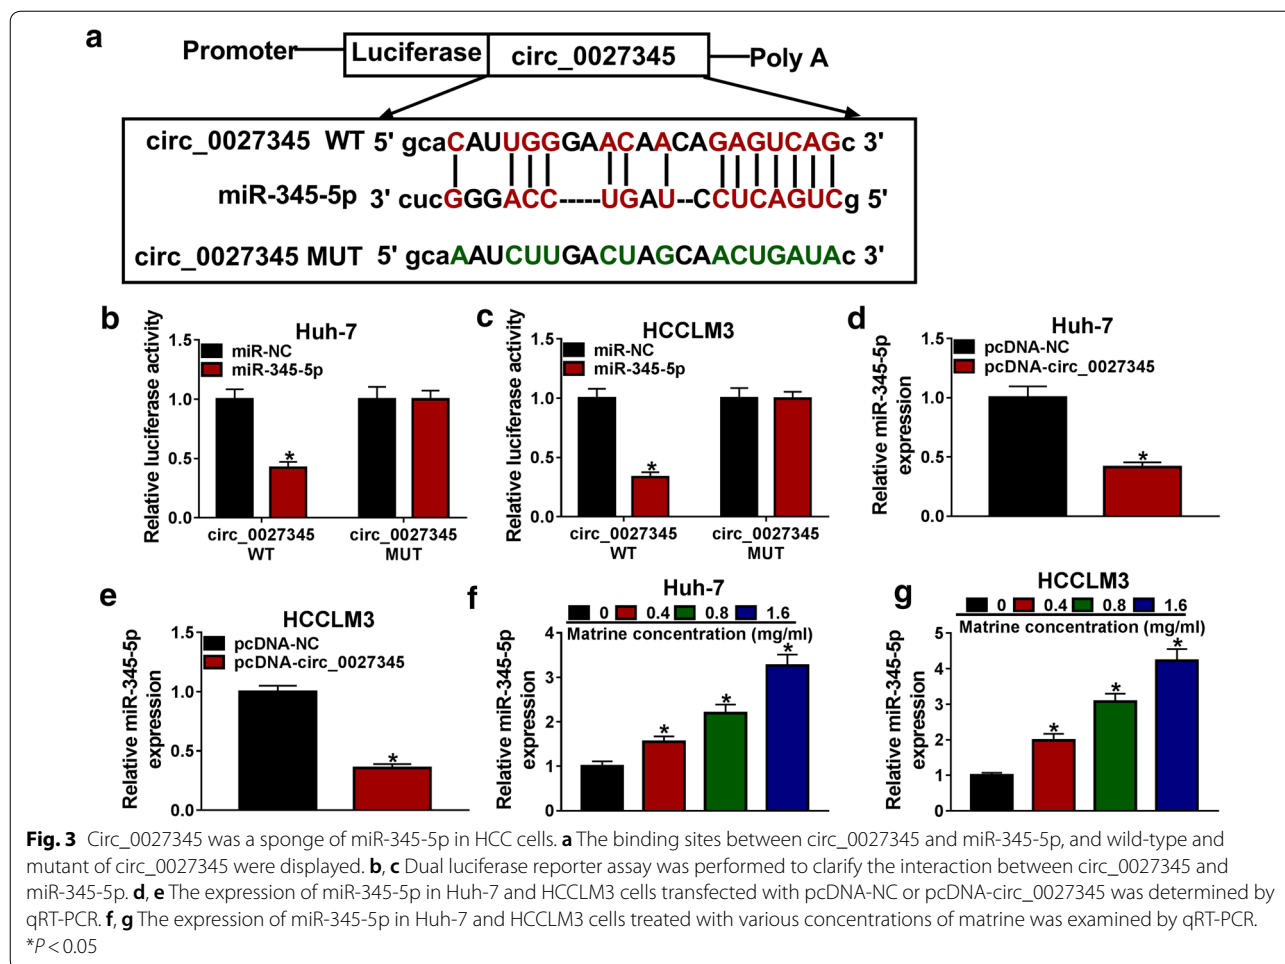 a
Promoter Luciferase circ_0027345 Poly A
circ_0027345 WT 5' gcaCAUUGGGAACAACAGAGUCAGc 3'
miR-345-5p 3' cucGGGACC-----UGAU--CCUCAGUCg 5'
circ_0027345 MUT 5' gcaAAUCUUGACUAGCAACUGAUAc 3'
b
Huh-7
Relative luciferase activity
1.5
1.0
0.5
0.0
miR-NC
miR-345-5p
*
circ_0027345 circ_0027345
WT MUT
c
HCCLM3
Relative luciferase activity
1.5
1.0
0.5
0.0
miR-NC
miR-345-5p
*
circ_0027345 circ_0027345
WT MUT
d
Huh-7
Relative miR-345-5p
expression
1.5
1.0
0.5
0.0
pcDNA-NC
pcDNA-circ_0027345
*
e
HCCLM3
Relative miR-345-5p
expression
1.5
1.0
0.5
0.0
pcDNA-NC
pcDNA-circ_0027345
*
f
Huh-7
0 0.4 0.8 1.6
Matrine concentration (mg/ml)
Relative miR-345-5p
expression
4
3
2
1
0
* * *
g
HCCLM3
0 0.4 0.8 1.6
Matrine concentration (mg/ml)
Relative miR-345-5p
expression
5
4
3
2
1
0
* * *
Fig. 3 Circ_0027345 was a sponge of miR-345-5p in HCC cells. a The binding sites between circ_0027345 and miR-345-5p, and wild-type and
mutant of circ_0027345 were displayed. b, c Dual luciferase reporter assay was performed to clarify the interaction between circ_0027345 and
miR-345-5p. d, e The expression of miR-345-5p in Huh-7 and HCCLM3 cells transfected with pcDNA-NC or pcDNA-circ_0027345 was determined by
qRT-PCR. f, g The expression of miR-345-5p in Huh-7 and HCCLM3 cells treated with various concentrations of matrine was examined by qRT-PCR.
*P < 0.05